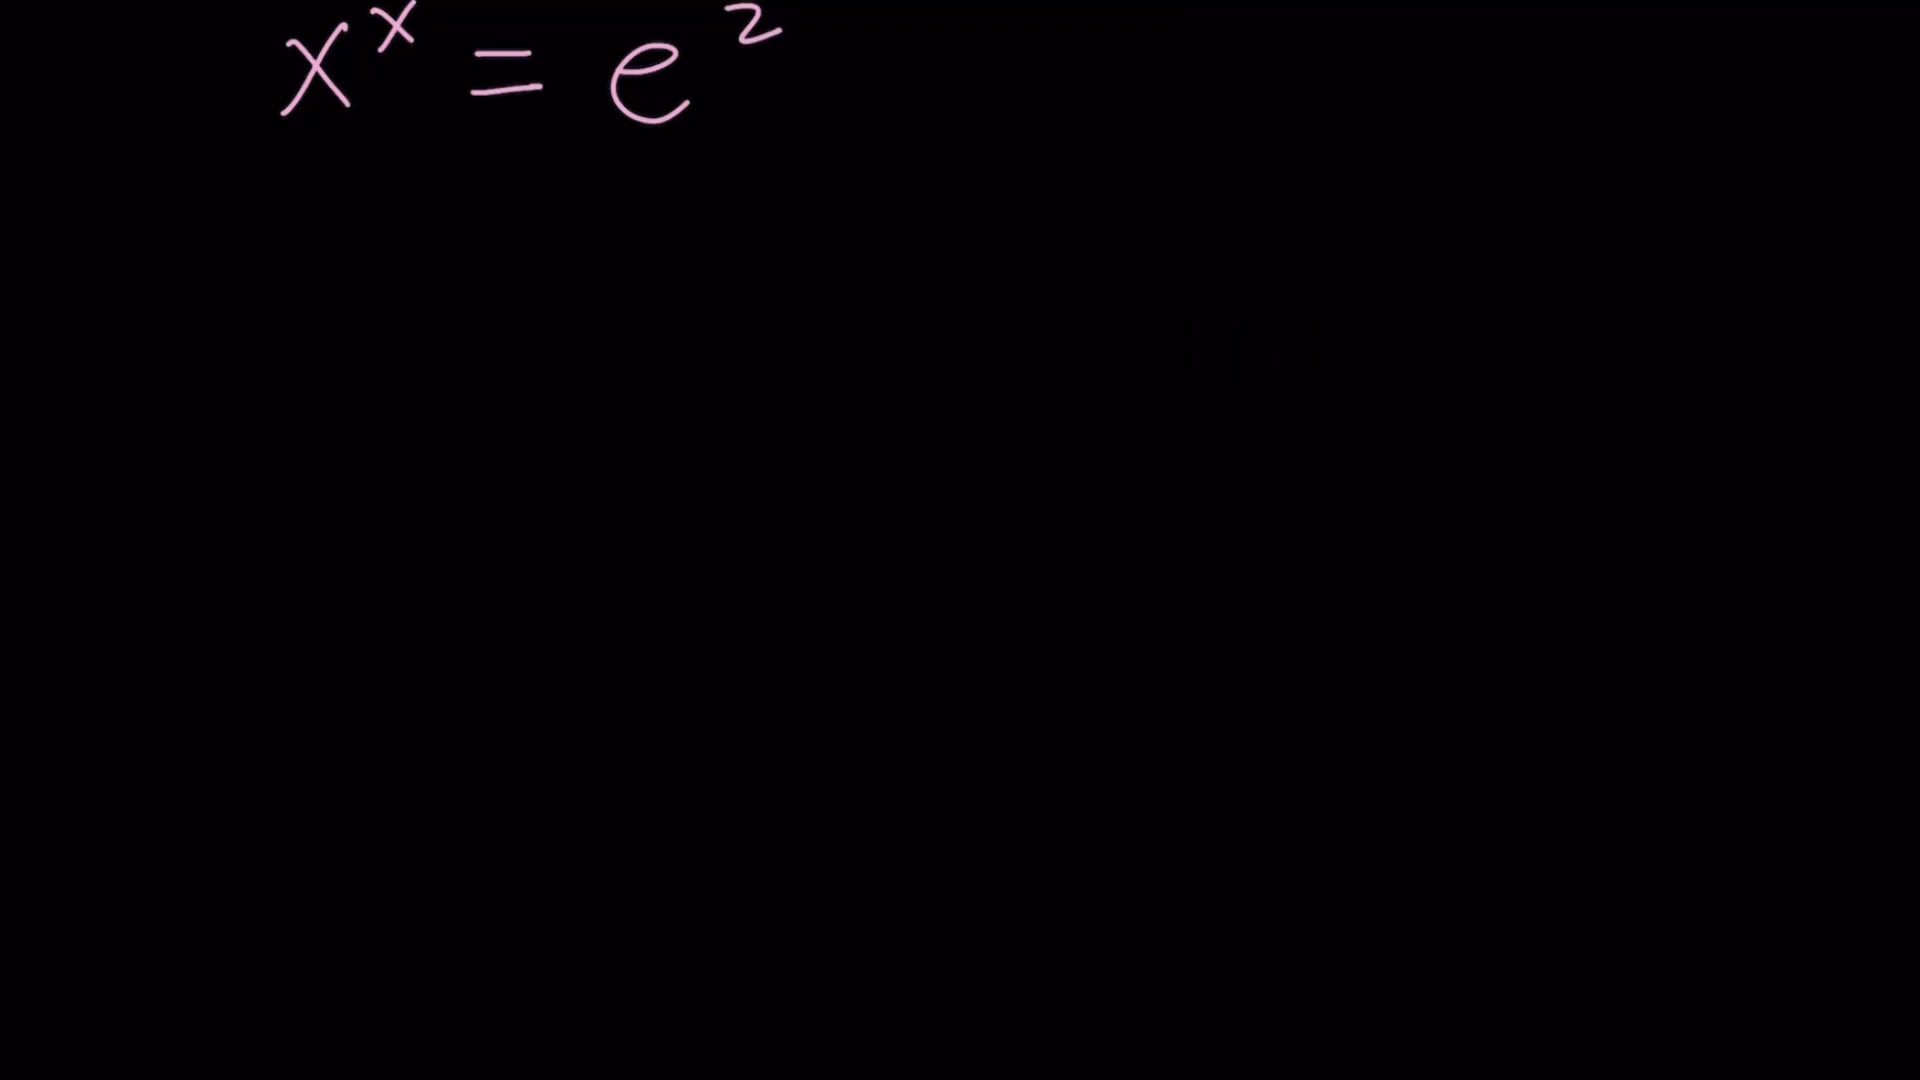 x^x = e^2